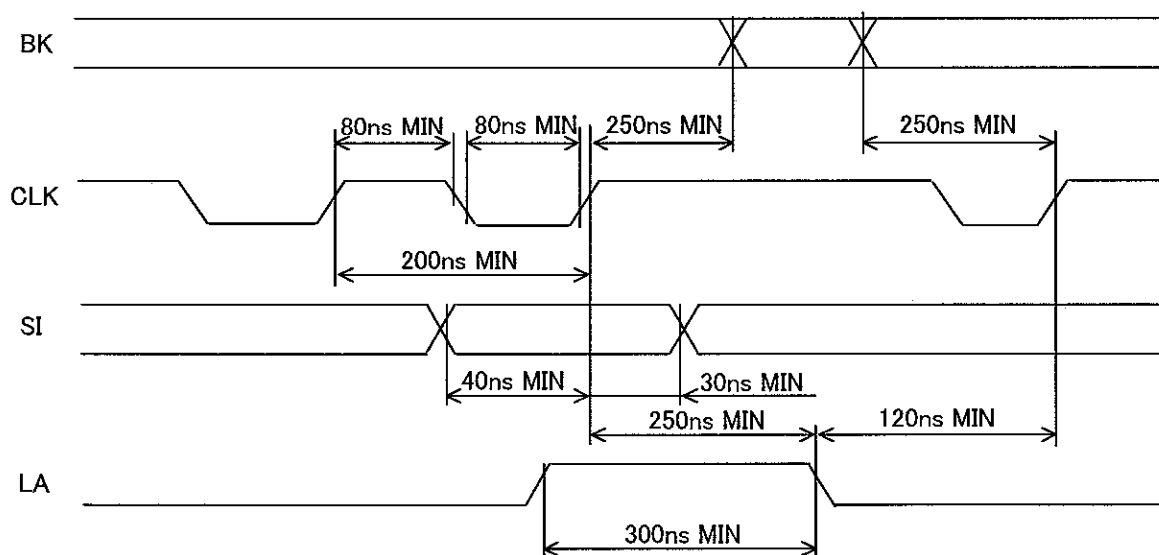 BK
80ns MIN 80ns MIN 250ns MIN 250ns MIN
CLK
200ns MIN
SI
40ns MIN 30ns MIN
250ns MIN 120ns MIN
LA
300ns MIN